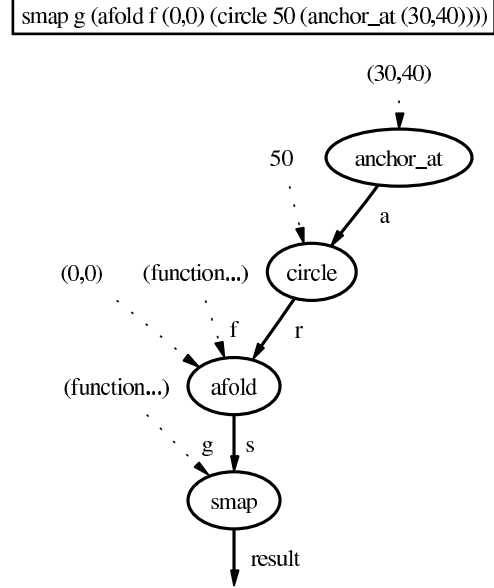 smap g (afold f (0,0) (circle 50 (anchor_at (30,40))))
(30,40)
50
anchor_at
a
(0,0)
(function...)
circle
f
r
(function...)
afold
g
s
smap
result